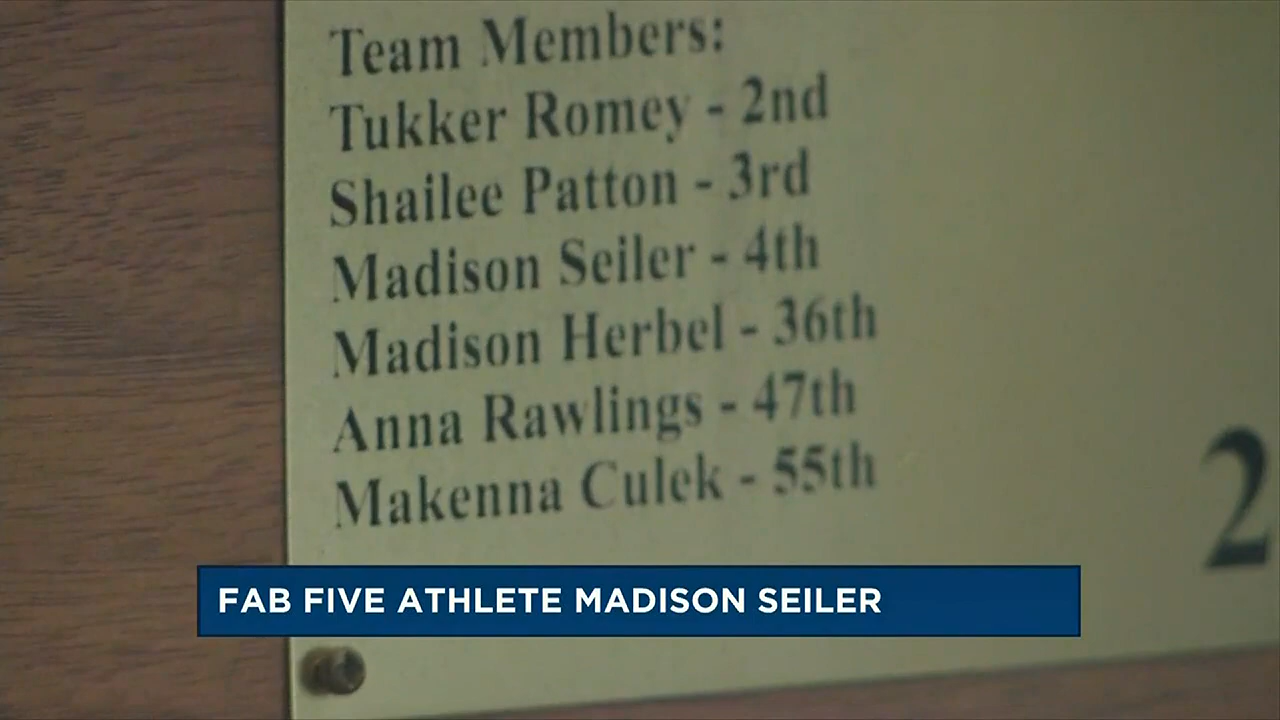 Team Members:
Tukker Romey - 2nd
Shailee Patton - 3rd
Madison Seiler - 4th
Madison Herbel - 36th
Anna Rawlings - 47th
Makenna Culek - 55th
2
FAB FIVE ATHLETE MADISON SEILER